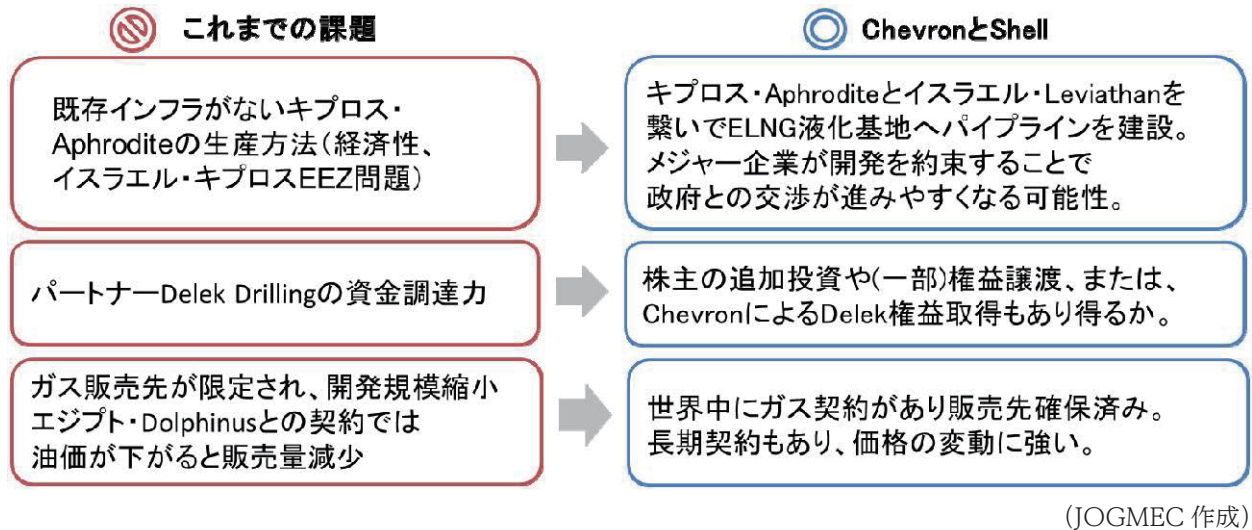 これまでの課題
ChevronとShell
既存インフラがないキプロス・
Aphroditeの生産方法（経済性、
イスラエル・キプロスEEZ問題）
キプロス・Aphroditeとイスラエル・Leviathanを
繋いでELNG液化基地へパイプラインを建設。
メジャー企業が開発を約束することで
政府との交渉が進みやすくなる可能性。
パートナーDelek Drillingの資金調達力
株主の追加投資や(一部)権益譲渡、または、
ChevronによるDelek権益取得もあり得るか。
ガス販売先が限定され、開発規模縮小
エジプト・Dolphinusとの契約では
油価が下がると販売量減少
世界中にガス契約があり販売先確保済み。
長期契約もあり、価格の変動に強い。
（JOGMEC 作成）